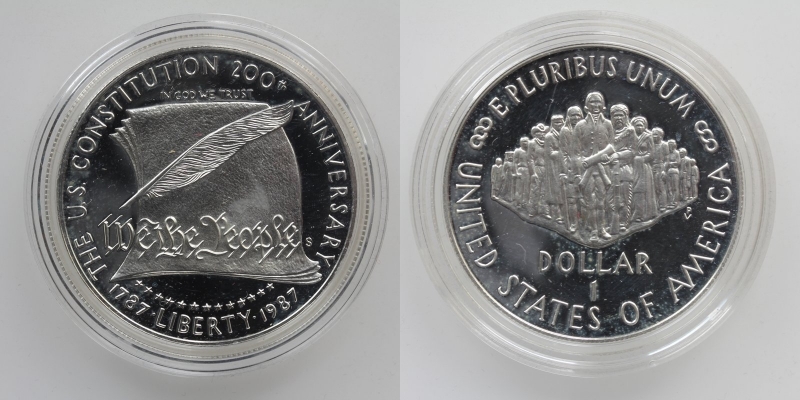 THE U.S. CONSTITUTION 200TH ANNIVERSARY
IN GOD WE TRUST
We the People
S
1787 · LIBERTY · 1987
E PLURIBUS UNUM
DOLLAR
1
UNITED STATES OF AMERICA